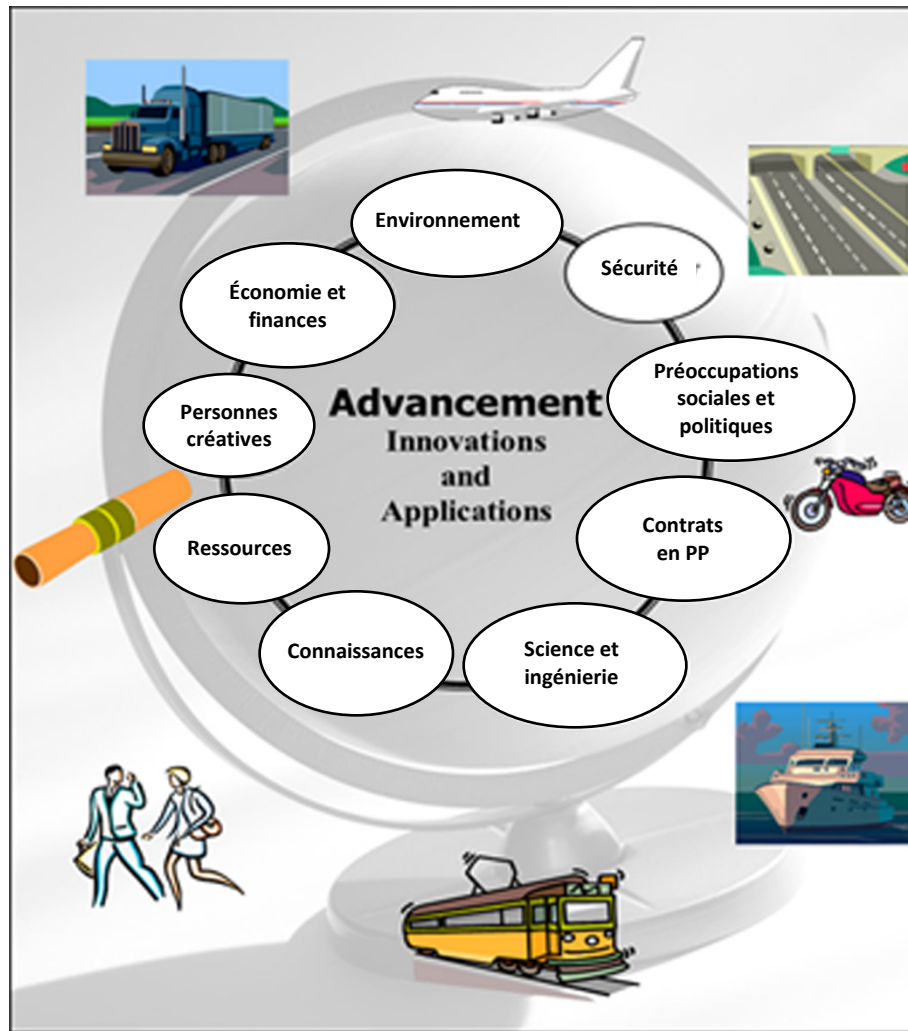 Environnement
Sécurité
Économie et
finances
Préoccupations
sociales et
politiques
Personnes
créatives
Advancement
Innovations
and
Applications
Contrats
en PP
Ressources
Connaissances
Science et
ingénierie